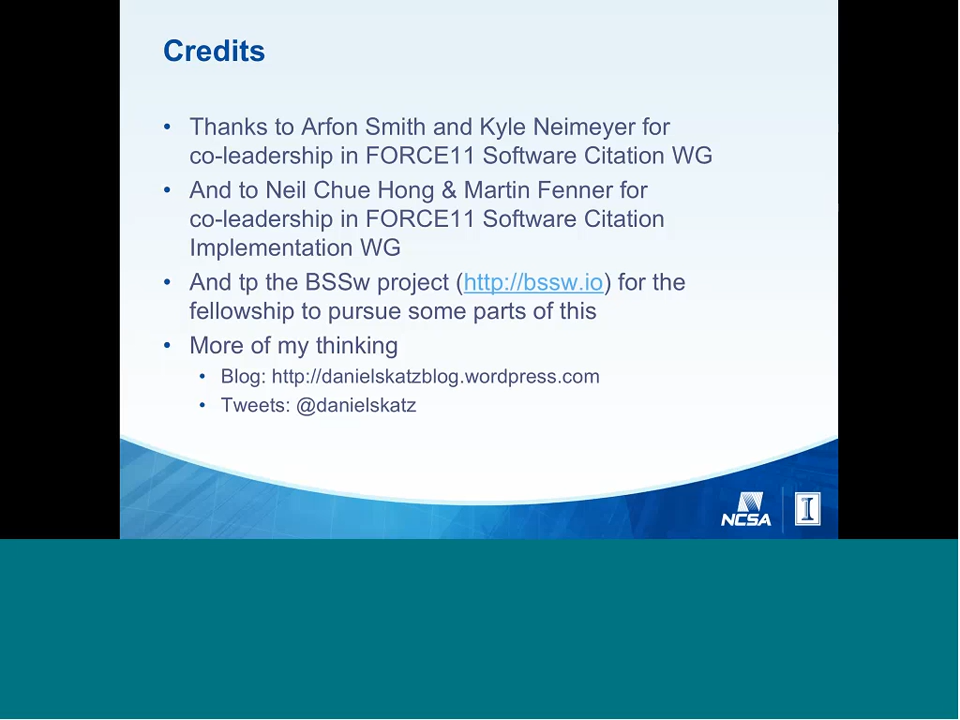 Credits
• Thanks to Arfon Smith and Kyle Neimeyer for
co-leadership in FORCE11 Software Citation WG
• And to Neil Chue Hong & Martin Fenner for
co-leadership in FORCE11 Software Citation
Implementation WG
• And tp the BSSw project (http://bssw.io) for the
fellowship to pursue some parts of this
• More of my thinking
• Blog: http://danielskatzblog.wordpress.com
• Tweets: @danielskatz
NCSA
I